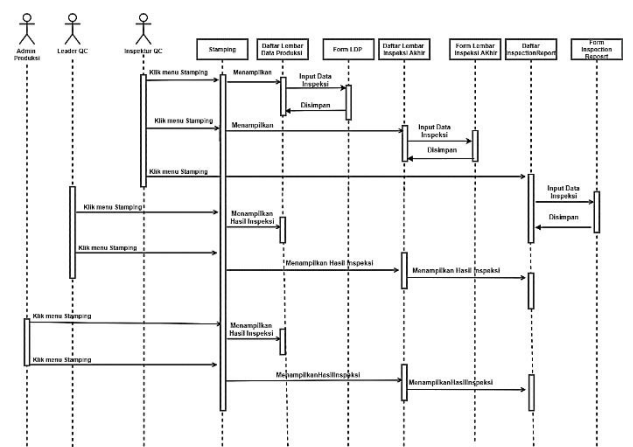 Admin
Produksi
Leader QC
Inspektur QC
Stamping
Daftar Lembar
Data Produksi
Form LDP
Daftar Lembar
Inspeksi Akhir
Form Lembar
Inspeksi AKhir
Daftar
InspectionReport
Form
Inspection
Repoert
Klik menu Stamping
Menampilkan
Input Data
Inspeksi
Disimpan
Klik menu Stamping
Menampilkan
Input Data
Inspeksi
Disimpan
Klik menu Stamping
Input Data
Inspeksi
Disimpan
Klik menu Stamping
Menampilkan
Hasil Inspeksi
Klik menu Stamping
Menampilkan Hasil Inspeksi
Menampilkan Hasil Inspeksi
Klik menu Stamping
Menampilkan
Hasil Inspeksi
Klik menu Stamping
MenampilkanHasilInspeksi
MenampilkanHasilInspeksi